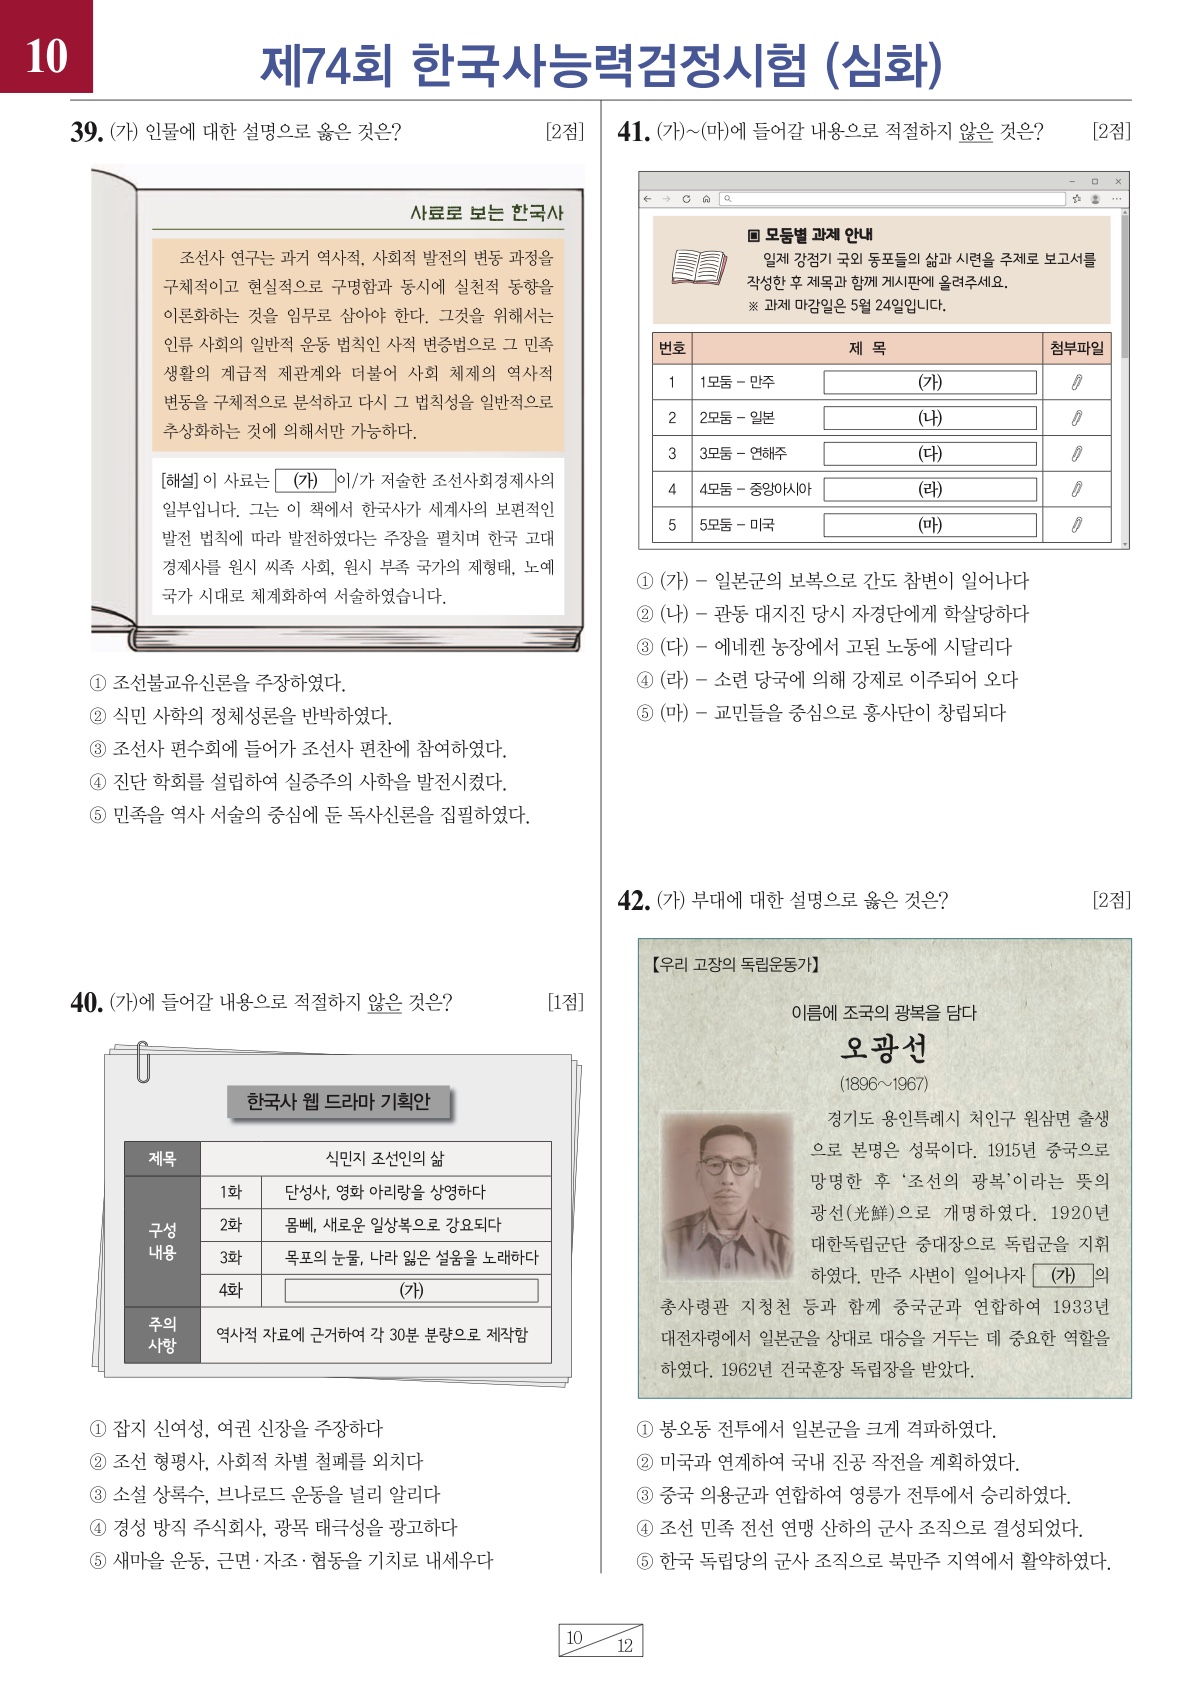 10
제74회 한국사능력검정시험 (심화)
39. (가) 인물에 대한 설명으로 옳은 것은? [2점]
사료로 보는 한국사
조선사 연구는 과거 역사적, 사회적 발전의 변동 과정을
구체적이고 현실적으로 구명함과 동시에 실천적 동향을
이론화하는 것을 임무로 삼아야 한다. 그것을 위해서는
인류 사회의 일반적 운동 법칙인 사적 변증법으로 그 민족
생활의 계급적 제관계와 더불어 사회 체제의 역사적
변동을 구체적으로 분석하고 다시 그 법칙성을 일반적으로
추상화하는 것에 의해서만 가능하다.
[해설] 이 사료는 (가) 이/가 저술한 조선사회경제사의
일부입니다. 그는 이 책에서 한국사가 세계사의 보편적인
발전 법칙에 따라 발전하였다는 주장을 펼치며 한국 고대
경제사를 원시 씨족 사회, 원시 부족 국가의 제형태, 노예
국가 시대로 체계화하여 서술하였습니다.
① 조선불교유신론을 주장하였다.
② 식민 사학의 정체성론을 반박하였다.
③ 조선사 편수회에 들어가 조선사 편찬에 참여하였다.
④ 진단 학회를 설립하여 실증주의 사학을 발전시켰다.
⑤ 민족을 역사 서술의 중심에 둔 독사신론을 집필하였다.
40. (가)에 들어갈 내용으로 적절하지 않은 것은? [1점]
한국사 웹 드라마 기획안
제목 식민지 조선인의 삶
구성
내용
1화 단성사, 영화 아리랑을 상영하다
2화 몸뻬, 새로운 일상복으로 강요되다
3화 목포의 눈물, 나라 잃은 설움을 노래하다
4화 (가)
주의
사항
역사적 자료에 근거하여 각 30분 분량으로 제작함
① 잡지 신여성, 여권 신장을 주장하다
② 조선 형평사, 사회적 차별 철폐를 외치다
③ 소설 상록수, 브나로드 운동을 널리 알리다
④ 경성 방직 주식회사, 광목 태극성을 광고하다
⑤ 새마을 운동, 근면·자조·협동을 기치로 내세우다
41. (가)~(마)에 들어갈 내용으로 적절하지 않은 것은? [2점]
▣ 모둠별 과제 안내
일제 강점기 국외 동포들의 삶과 시련을 주제로 보고서를
작성한 후 제목과 함께 게시판에 올려주세요.
※ 과제 마감일은 5월 24일입니다.
번호 제 목 첨부파일
1 1모둠 - 만주 (가)
2 2모둠 - 일본 (나)
3 3모둠 - 연해주 (다)
4 4모둠 - 중앙아시아 (라)
5 5모둠 - 미국 (마)
① (가) - 일본군의 보복으로 간도 참변이 일어나다
② (나) - 관동 대지진 당시 자경단에게 학살당하다
③ (다) - 에네켄 농장에서 고된 노동에 시달리다
④ (라) - 소련 당국에 의해 강제로 이주되어 오다
⑤ (마) - 교민들을 중심으로 흥사단이 창립되다
42. (가) 부대에 대한 설명으로 옳은 것은? [2점]
【우리 고장의 독립운동가】
이름에 조국의 광복을 담다
오광선
(1896~1967)
경기도 용인특례시 처인구 원삼면 출생
으로 본명은 성묵이다. 1915년 중국으로
망명한 후 ‘조선의 광복’이라는 뜻의
광선(光鮮)으로 개명하였다. 1920년
대한독립군단 중대장으로 독립군을 지휘
하였다. 만주 사변이 일어나자 (가) 의
총사령관 지청천 등과 함께 중국군과 연합하여 1933년
대전자령에서 일본군을 상대로 대승을 거두는 데 중요한 역할을
하였다. 1962년 건국훈장 독립장을 받았다.
① 봉오동 전투에서 일본군을 크게 격파하였다.
② 미국과 연계하여 국내 진공 작전을 계획하였다.
③ 중국 의용군과 연합하여 영릉가 전투에서 승리하였다.
④ 조선 민족 전선 연맹 산하의 군사 조직으로 결성되었다.
⑤ 한국 독립당의 군사 조직으로 북만주 지역에서 활약하였다.
10
12